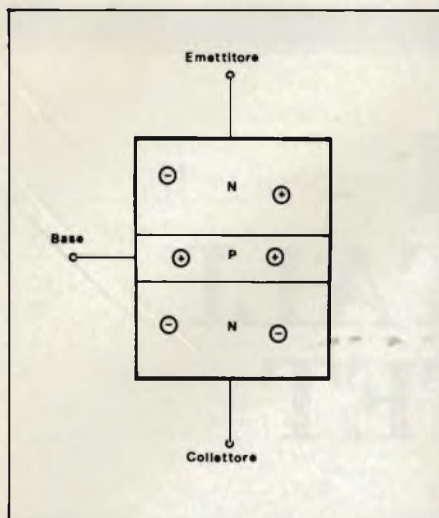 Emettitore
⊖ N ⊕
Base
⊕ P ⊕
⊖ N ⊖
Collettore